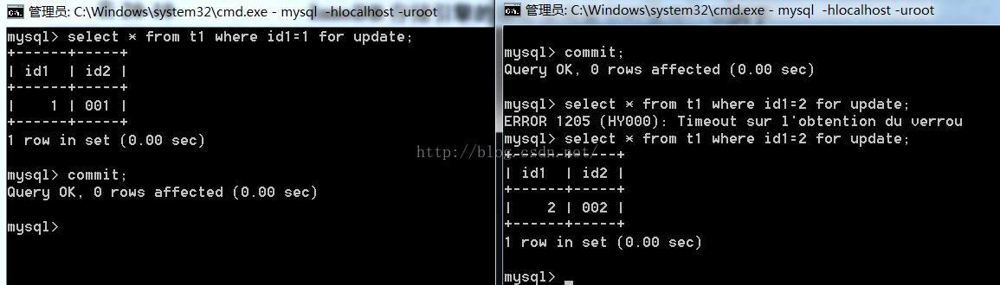 管理员: C:\Windows\system32\cmd.exe - mysql -hlocalhost -uroot
mysql> select * from t1 where id1=1 for update;
+------+-----+
| id1  | id2 |
+------+-----+
|    1 | 001 |
+------+-----+
1 row in set (0.00 sec)
mysql> commit;
Query OK, 0 rows affected (0.00 sec)
mysql>
管理员: C:\Windows\system32\cmd.exe - mysql -hlocalhost -uroot
mysql> commit;
Query OK, 0 rows affected (0.00 sec)
mysql> select * from t1 where id1=2 for update;
ERROR 1205 (HY000): Timeout sur l'obtention du verrou
mysql> select * from t1 where id1=2 for update;
+------+-----+
| id1  | id2 |
+------+-----+
|    2 | 002 |
+------+-----+
1 row in set (0.00 sec)
mysql>
http://blog.csdn.net/